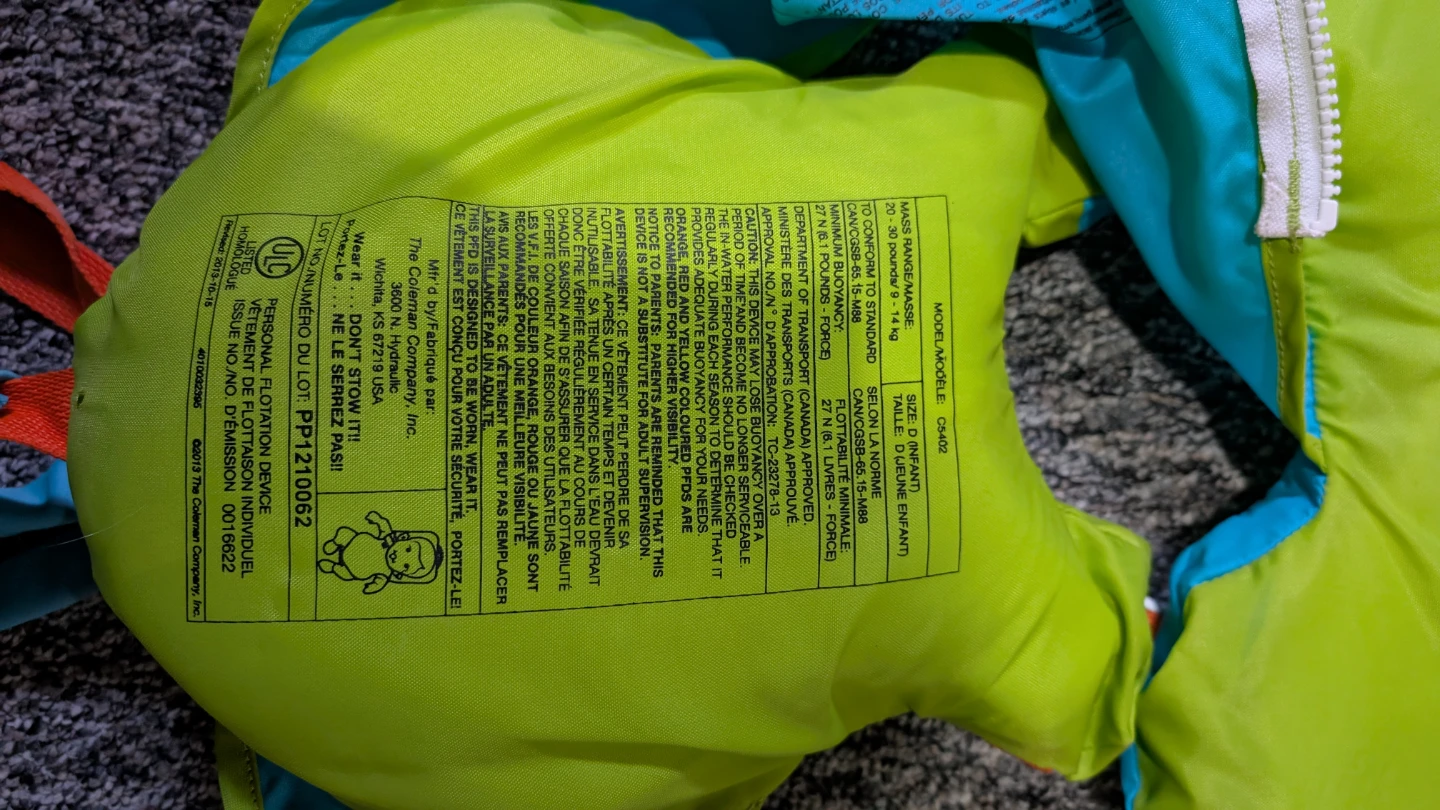 MODEL/MODÈLE: C5402
MASS RANGE/MASSE:
20 - 30 pounds/ 9 - 14 kg
SIZE: D INFANT)
TAILLE: D (JEUNE ENFANT)
TO CONFORM TO STANDARD
CAN/CGSB-65.15-M88
SELON LA NORME
CAN/CGSB-65.15-M88
MINIMUM BUOYANCY:
27 N (6.1 POUNDS - FORCE)
FLOTTABILITÉ MINIMALE:
27 N (6.1 LIVRES - FORCE)
DEPARTMENT OF TRANSPORT (CANADA) APPROVED.
MINISTÈRE DES TRANSPORTS (CANADA) APPROUVÉ.
APPROVAL NO./N° D'APPROBATION: TC-23278-13
CAUTION: THIS DEVICE MAY LOSE BUOYANCY OVER A
PERIOD OF TIME AND BECOME NO LONGER SERVICEABLE.
THE IN-WATER PERFORMANCE SHOULD BE CHECKED
REGULARLY DURING EACH SEASON TO DETERMINE THAT IT
PROVIDES ADEQUATE BUOYANCY FOR YOUR NEEDS.
ORANGE, RED AND YELLOW COLOURED PFDS ARE
RECOMMENDED FOR HIGHER VISIBILITY.
NOTICE TO PARENTS: PARENTS ARE REMINDED THAT THIS
DEVICE IS NOT A SUBSTITUTE FOR ADULT SUPERVISION.
AVERTISSEMENT: CE VÊTEMENT PEUT PERDRE DE SA
FLOTTABILITÉ APRÈS UN CERTAIN TEMPS ET DEVENIR
INUTILISABLE. SA TENUE EN SERVICE DANS L'EAU DEVRAIT
DONC ÊTRE VÉRIFIÉE RÉGULIÈREMENT AU COURS DE
CHAQUE SAISON AFIN DE S'ASSURER QUE LA FLOTTABILITÉ
OFFERTE CONVIENT AUX BESOINS DES UTILISATEURS.
LES V.F.I. DE COULEUR ORANGE, ROUGE OU JAUNE SONT
RECOMMANDÉS POUR UNE MEILLEURE VISIBILITÉ.
AVIS AUX PARENTS: CE VÊTEMENT NE PEUT PAS REMPLACER
LA SURVEILLANCE PAR UN ADULTE.
THIS PFD IS DESIGNED TO BE WORN, WEAR IT.
CE VÊTEMENT EST CONÇU POUR VOTRE SÉCURITÉ, PORTEZ-LE!
Mfr'd by/Fabriqué par:
The Coleman Company, Inc.
3600 N. Hydraulic
Wichita, KS 67219 USA
Wear it . . . DON'T STOW IT!!
Portez-Le . . . NE LE SERREZ PAS!!
LOT NO./NUMÉRO DU LOT: PP1210062
ULC
LISTED
HOMOLOGUE
PERSONAL FLOTATION DEVICE
VÊTEMENT DE FLOTTAISON INDIVIDUEL
ISSUE NO./NO. D'ÉMISSION 0016622
Revised: 2013-10-16
4010092395
©2013 The Coleman Company, Inc.